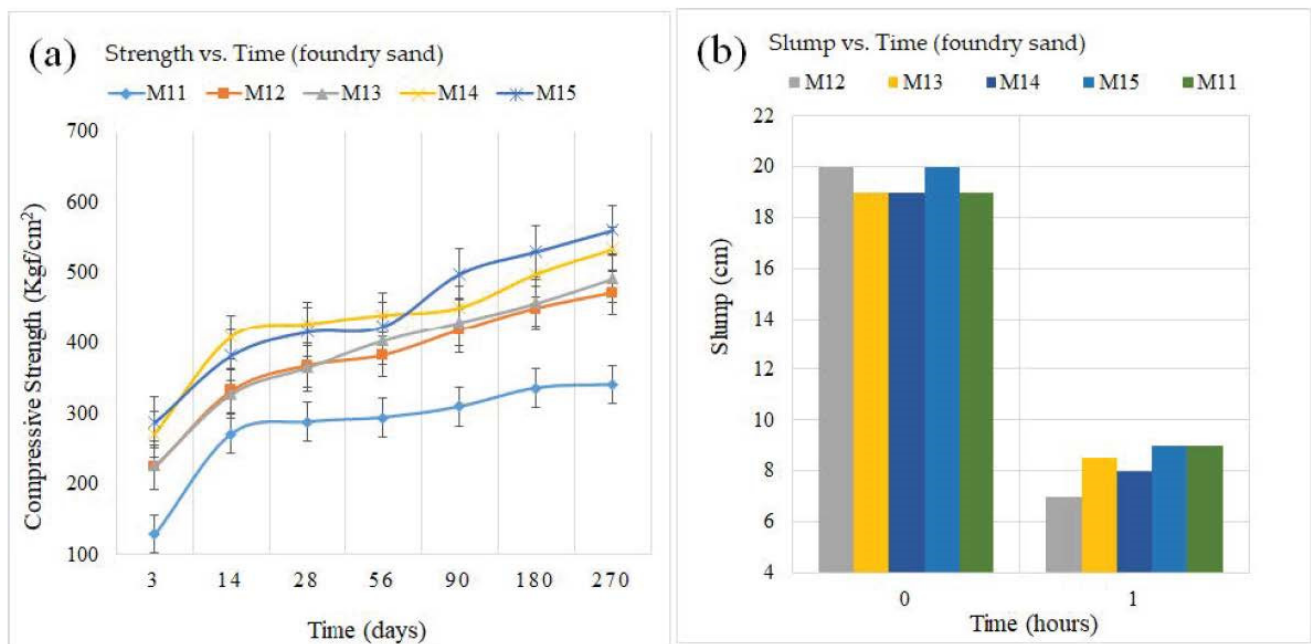 (a) Strength vs. Time (foundry sand)
M11 M12 M13 M14 M15
700
600
500
400
300
200
100
Compressive Strength (Kgf/cm²)
3 14 28 56 90 180 270
Time (days)
(b) Slump vs. Time (foundry sand)
M12 M13 M14 M15 M11
22
20
18
16
14
12
10
8
6
4
Slump (cm)
0 1
Time (hours)